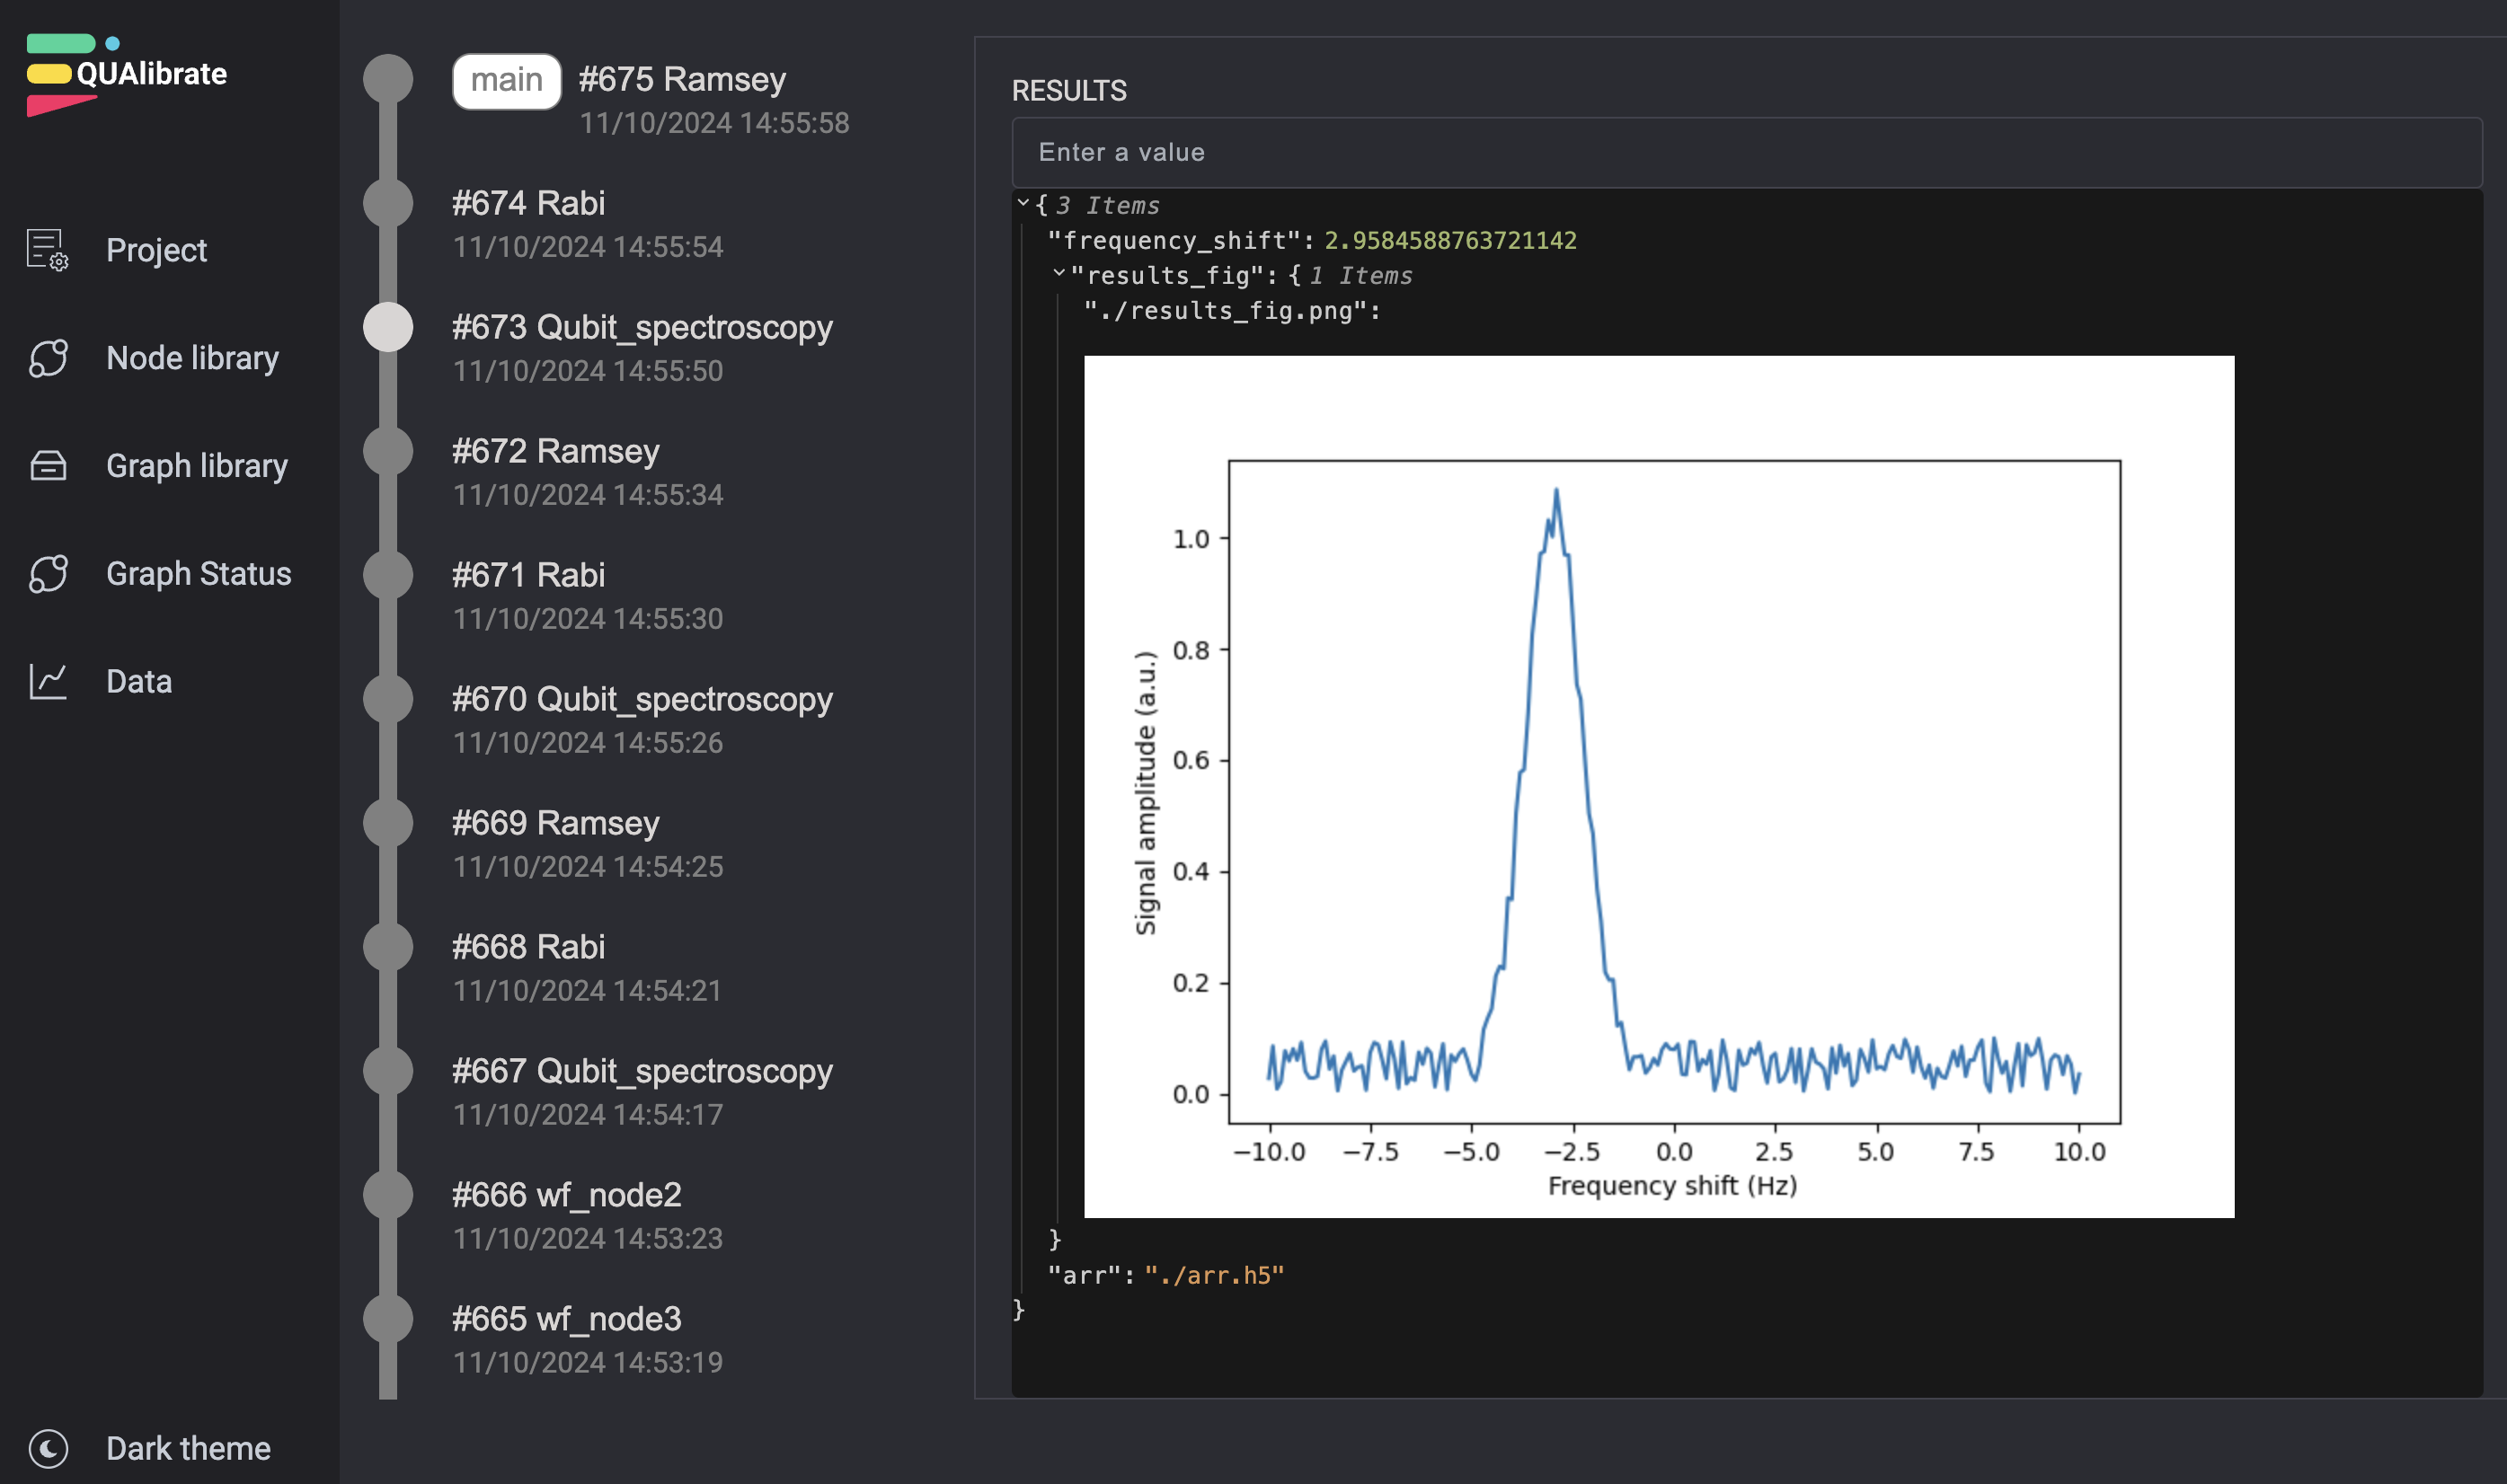 QUAlibrate
Project
Node library
Graph library
Graph Status
Data
Dark theme
main #675 Ramsey
11/10/2024 14:55:58
#674 Rabi
11/10/2024 14:55:54
#673 Qubit_spectroscopy
11/10/2024 14:55:50
#672 Ramsey
11/10/2024 14:55:34
#671 Rabi
11/10/2024 14:55:30
#670 Qubit_spectroscopy
11/10/2024 14:55:26
#669 Ramsey
11/10/2024 14:54:25
#668 Rabi
11/10/2024 14:54:21
#667 Qubit_spectroscopy
11/10/2024 14:54:17
#666 wf_node2
11/10/2024 14:53:23
#665 wf_node3
11/10/2024 14:53:19
RESULTS
Enter a value
{ 3 Items
"frequency_shift": 2.9584588763721142
"results_fig": { 1 Items
"./results_fig.png":
Signal amplitude (a.u.)
1.0
0.8
0.6
0.4
0.2
0.0
−10.0 −7.5 −5.0 −2.5 0.0 2.5 5.0 7.5 10.0
Frequency shift (Hz)
}
"arr": "./arr.h5"
}